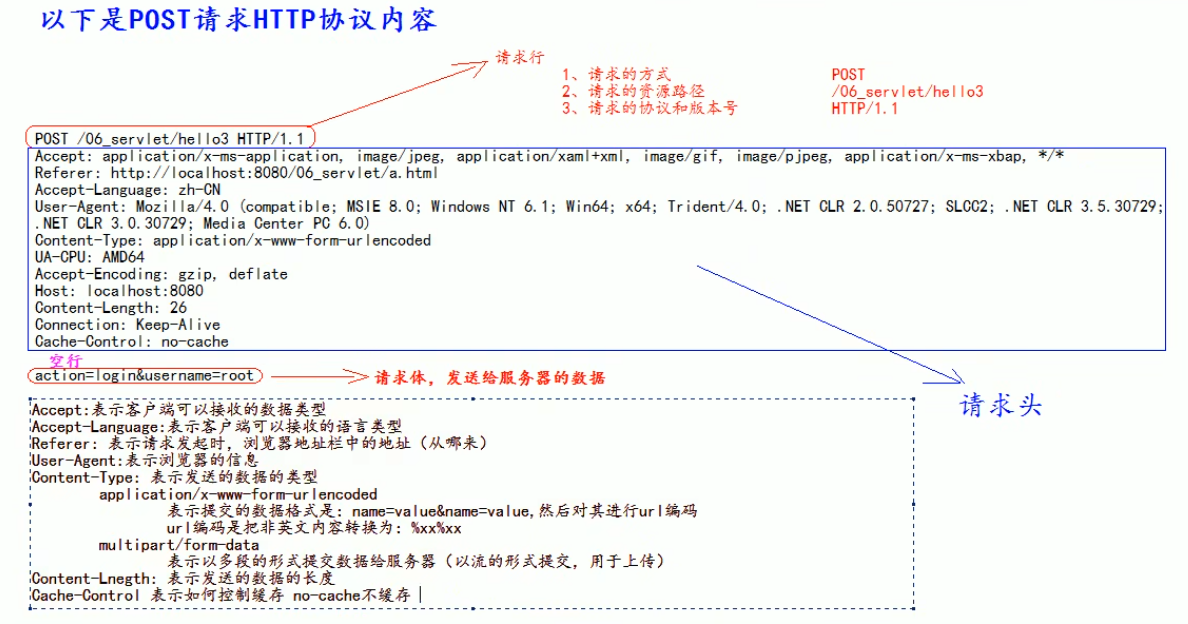 以下是POST请求HTTP协议内容
请求行
1、请求的方式 POST
2、请求的资源路径 /06_servlet/hello3
3、请求的协议和版本号 HTTP/1.1
POST /06_servlet/hello3 HTTP/1.1
Accept: application/x-ms-application, image/jpeg, application/xaml+xml, image/gif, image/pjpeg, application/x-ms-xbap, */*
Referer: http://localhost:8080/06_servlet/a.html
Accept-Language: zh-CN
User-Agent: Mozilla/4.0 (compatible; MSIE 8.0; Windows NT 6.1; Win64; x64; Trident/4.0; .NET CLR 2.0.50727; SLCC2; .NET CLR 3.5.30729;
.NET CLR 3.0.30729; Media Center PC 6.0)
Content-Type: application/x-www-form-urlencoded
UA-CPU: AMD64
Accept-Encoding: gzip, deflate
Host: localhost:8080
Content-Length: 26
Connection: Keep-Alive
Cache-Control: no-cache
空行
action=login&username=root
请求体，发送给服务器的数据
请求头
Accept:表示客户端可以接收的数据类型
Accept-Language:表示客户端可以接收的语言类型
Referer: 表示请求发起时，浏览器地址栏中的地址（从哪来）
User-Agent:表示浏览器的信息
Content-Type: 表示发送的数据的类型
application/x-www-form-urlencoded
表示提交的数据格式是: name=value&name=value,然后对其进行url编码
url编码是把非英文内容转换为: %xx%xx
multipart/form-data
表示以多段的形式提交数据给服务器（以流的形式提交，用于上传）
Content-Lnegth: 表示发送的数据的长度
Cache-Control 表示如何控制缓存 no-cache不缓存